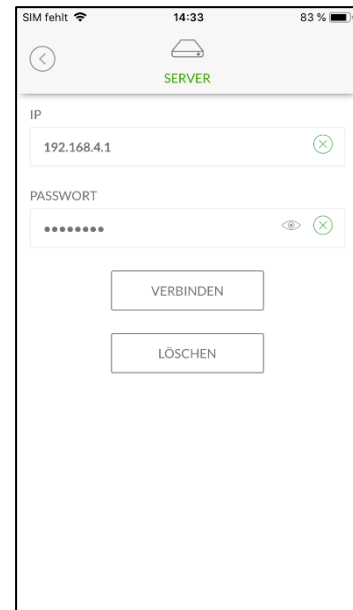 SIM fehlt 14:33 83 %
SERVER
IP
192.168.4.1
PASSWORT
••••••••
VERBINDEN
LÖSCHEN